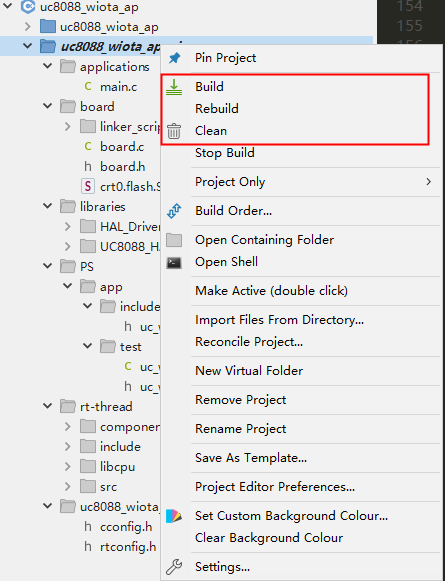 uc8088_wiota_ap
154
uc8088_wiota_ap
uc8088_wiota_ap
applications
main.c
board
linker_scrip
board.c
board.h
crt0.flash.S
libraries
HAL_Driver
UC8088_H
PS
app
include
uc_w
test
uc_w
uc_w
rt-thread
componen
include
libcpu
src
uc8088_wiota
cconfig.h
rtconfig.h
Pin Project
Build
Rebuild
Clean
Stop Build
Project Only
Build Order...
Open Containing Folder
Open Shell
Make Active (double click)
Import Files From Directory...
Reconcile Project...
New Virtual Folder
Remove Project
Rename Project
Save As Template...
Project Editor Preferences...
Set Custom Background Colour...
Clear Background Colour
Settings...